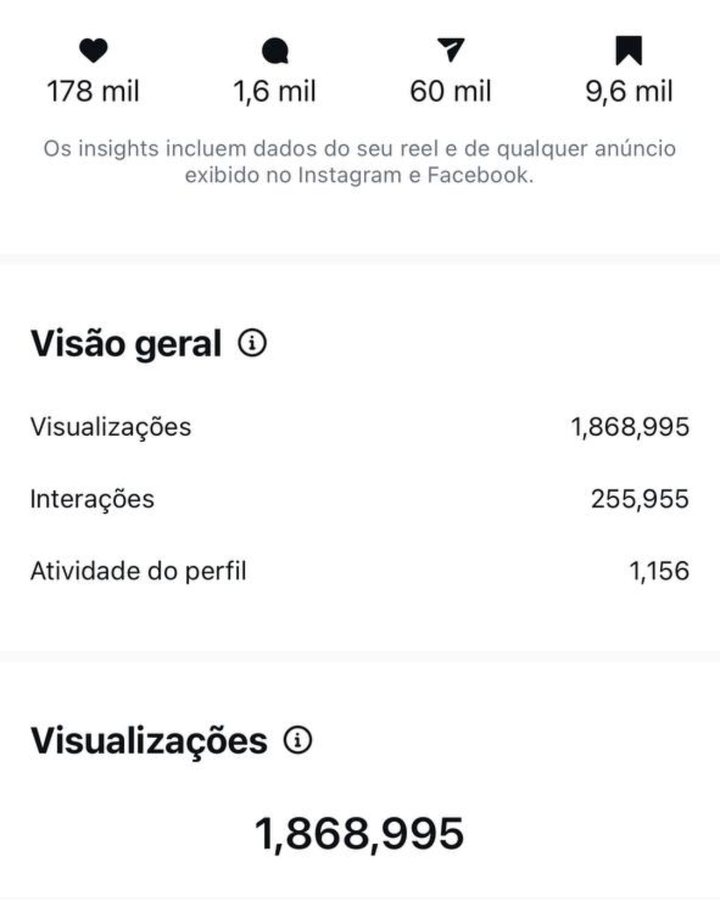 178 mil 1,6 mil 60 mil 9,6 mil
Os insights incluem dados do seu reel e de qualquer anúncio
exibido no Instagram e Facebook.
Visão geral
Visualizações 1,868,995
Interações 255,955
Atividade do perfil 1,156
Visualizações
1,868,995